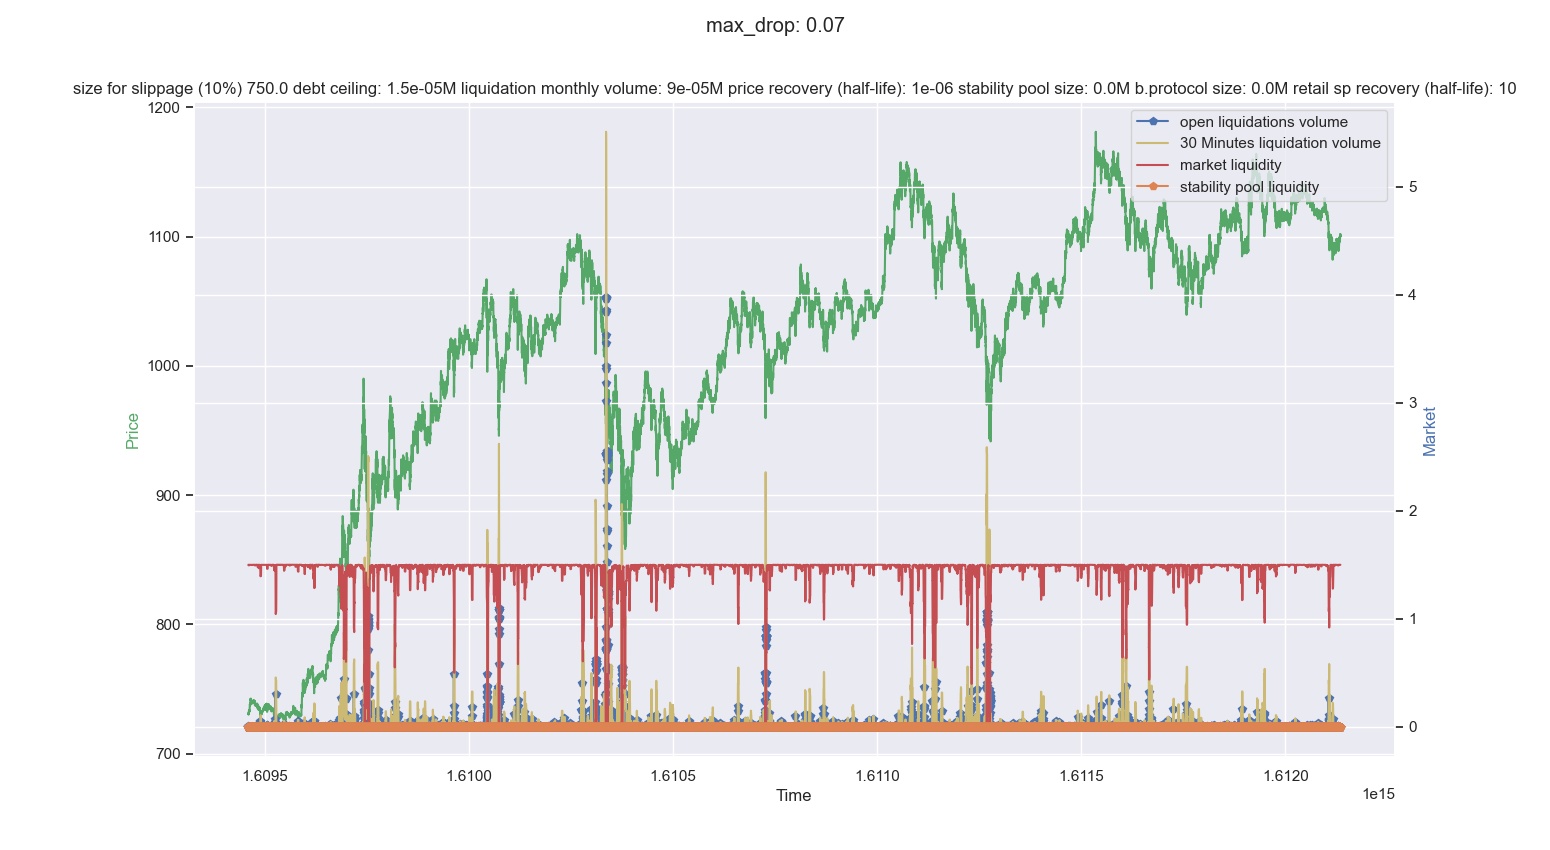 max_drop: 0.07
size for slippage (10%) 750.0 debt ceiling: 1.5e-05M liquidation monthly volume: 9e-05M price recovery (half-life): 1e-06 stability pool size: 0.0M b.protocol size: 0.0M retail sp recovery (half-life): 10
open liquidations volume
30 Minutes liquidation volume
market liquidity
stability pool liquidity
1200
1100
1000
900
800
700
Price
5
4
3
2
1
0
Market
1.6095
1.6100
1.6105
1.6110
1.6115
1.6120
1e15
Time